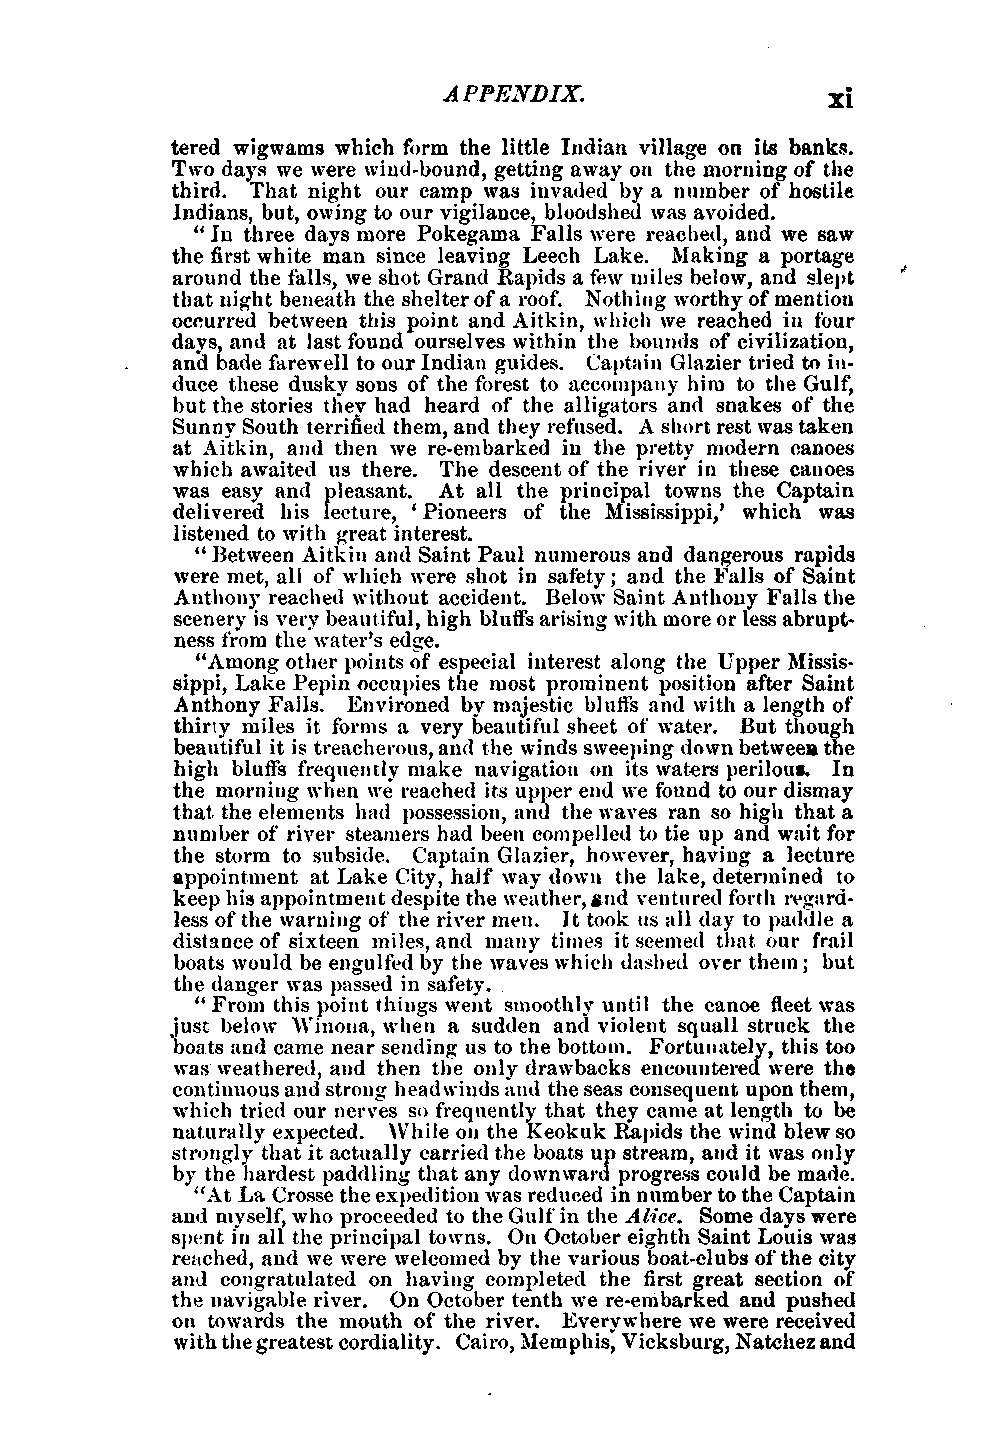 APPENDIX. xi
tered wigwams which form the little Indian village on its banks.
Two days we were wind-bound, getting away on the morning of the
third. That night our camp was invaded by a number of hostile
Indians, but, owing to our vigilance, bloodshed was avoided.
"In three days more Pokegama Falls were reached, and we saw
the first white man since leaving Leech Lake. Making a portage
around the falls, we shot Grand Rapids a few miles below, and slept
that night beneath the shelter of a roof. Nothing worthy of mention
occurred between this point and Aitkin, which we reached in four
days, and at last found ourselves within the bounds of civilization,
and bade farewell to our Indian guides. Captain Glazier tried to in-
duce these dusky sons of the forest to accompany him to the Gulf,
but the stories they had heard of the alligators and snakes of the
Sunny South terrified them, and they refused. A short rest was taken
at Aitkin, and then we re-embarked in the pretty modern canoes
which awaited us there. The descent of the river in these canoes
was easy and pleasant. At all the principal towns the Captain
delivered his lecture, 'Pioneers of the Mississippi,' which was
listened to with great interest.
"Between Aitkin and Saint Paul numerous and dangerous rapids
were met, all of which were shot in safety; and the Falls of Saint
Anthony reached without accident. Below Saint Anthony Falls the
scenery is very beautiful, high bluffs arising with more or less abrupt-
ness from the water's edge.
"Among other points of especial interest along the Upper Missis-
sippi, Lake Pepin occupies the most prominent position after Saint
Anthony Falls. Environed by majestic bluffs and with a length of
thirty miles it forms a very beautiful sheet of water. But though
beautiful it is treacherous, and the winds sweeping down between the
high bluffs frequently make navigation on its waters perilous. In
the morning when we reached its upper end we found to our dismay
that the elements had possession, and the waves ran so high that a
number of river steamers had been compelled to tie up and wait for
the storm to subside. Captain Glazier, however, having a lecture
appointment at Lake City, half way down the lake, determined to
keep his appointment despite the weather, and ventured forth regard-
less of the warning of the river men. It took us all day to paddle a
distance of sixteen miles, and many times it seemed that our frail
boats would be engulfed by the waves which dashed over them; but
the danger was passed in safety.
"From this point things went smoothly until the canoe fleet was
just below Winona, when a sudden and violent squall struck the
boats and came near sending us to the bottom. Fortunately, this too
was weathered, and then the only drawbacks encountered were the
continuous and strong headwinds and the seas consequent upon them,
which tried our nerves so frequently that they came at length to be
naturally expected. While on the Keokuk Rapids the wind blew so
strongly that it actually carried the boats up stream, and it was only
by the hardest paddling that any downward progress could be made.
"At La Crosse the expedition was reduced in number to the Captain
and myself, who proceeded to the Gulf in the Alice. Some days were
spent in all the principal towns. On October eighth Saint Louis was
reached, and we were welcomed by the various boat-clubs of the city
and congratulated on having completed the first great section of
the navigable river. On October tenth we re-embarked and pushed
on towards the mouth of the river. Everywhere we were received
with the greatest cordiality. Cairo, Memphis, Vicksburg, Natchez and